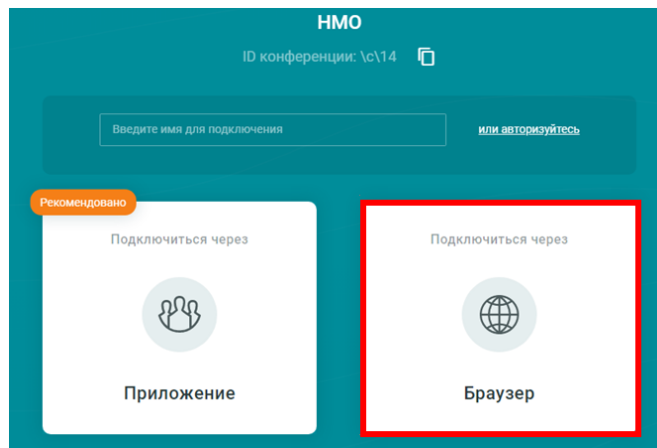 НМО
ID конференции: \c\14
Введите имя для подключения
или авторизуйтесь
Рекомендовано
Подключиться через
Приложение
Подключиться через
Браузер